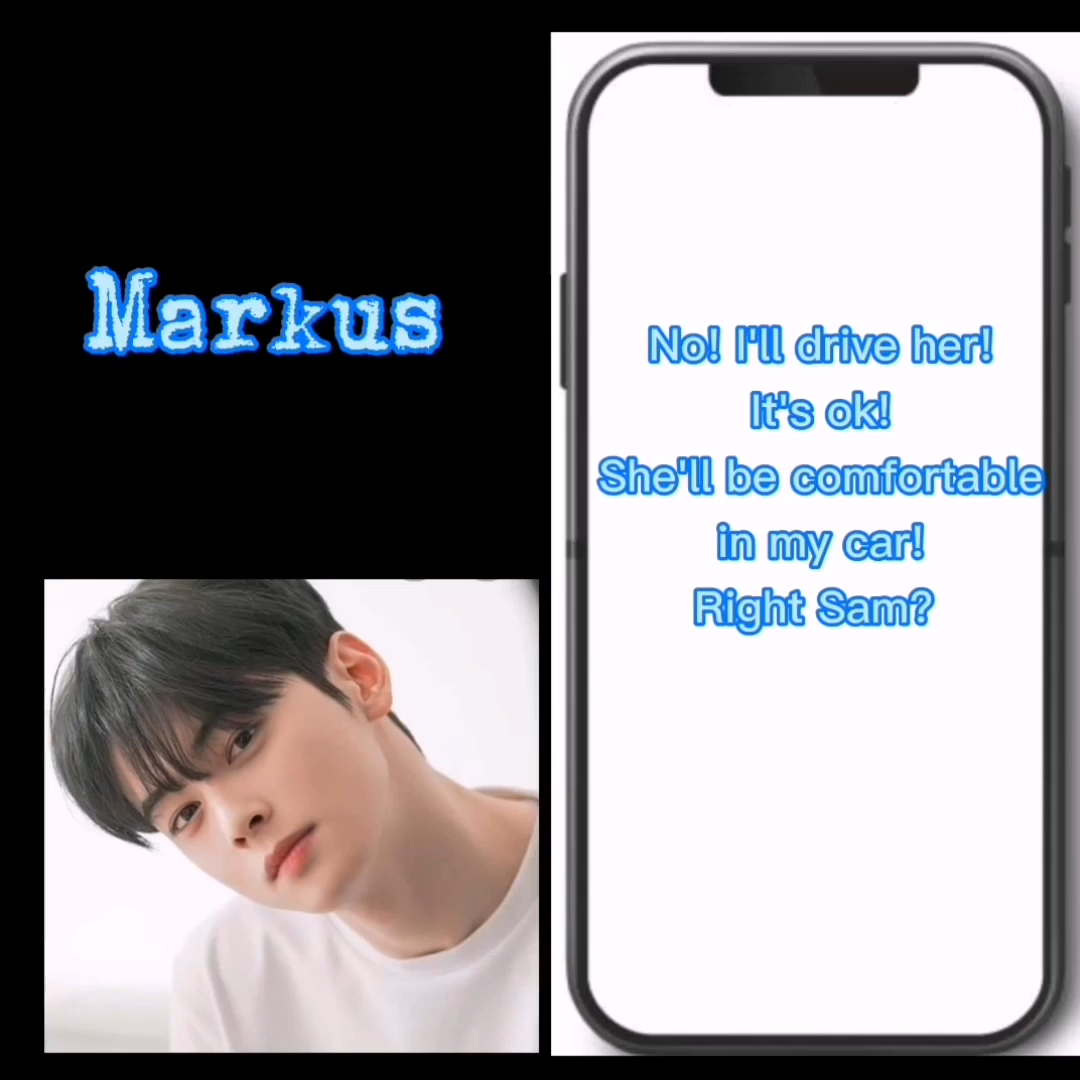 Markus
No! I'll drive her!
It's ok!
She'll be comfortable
in my car!
Right Sam?